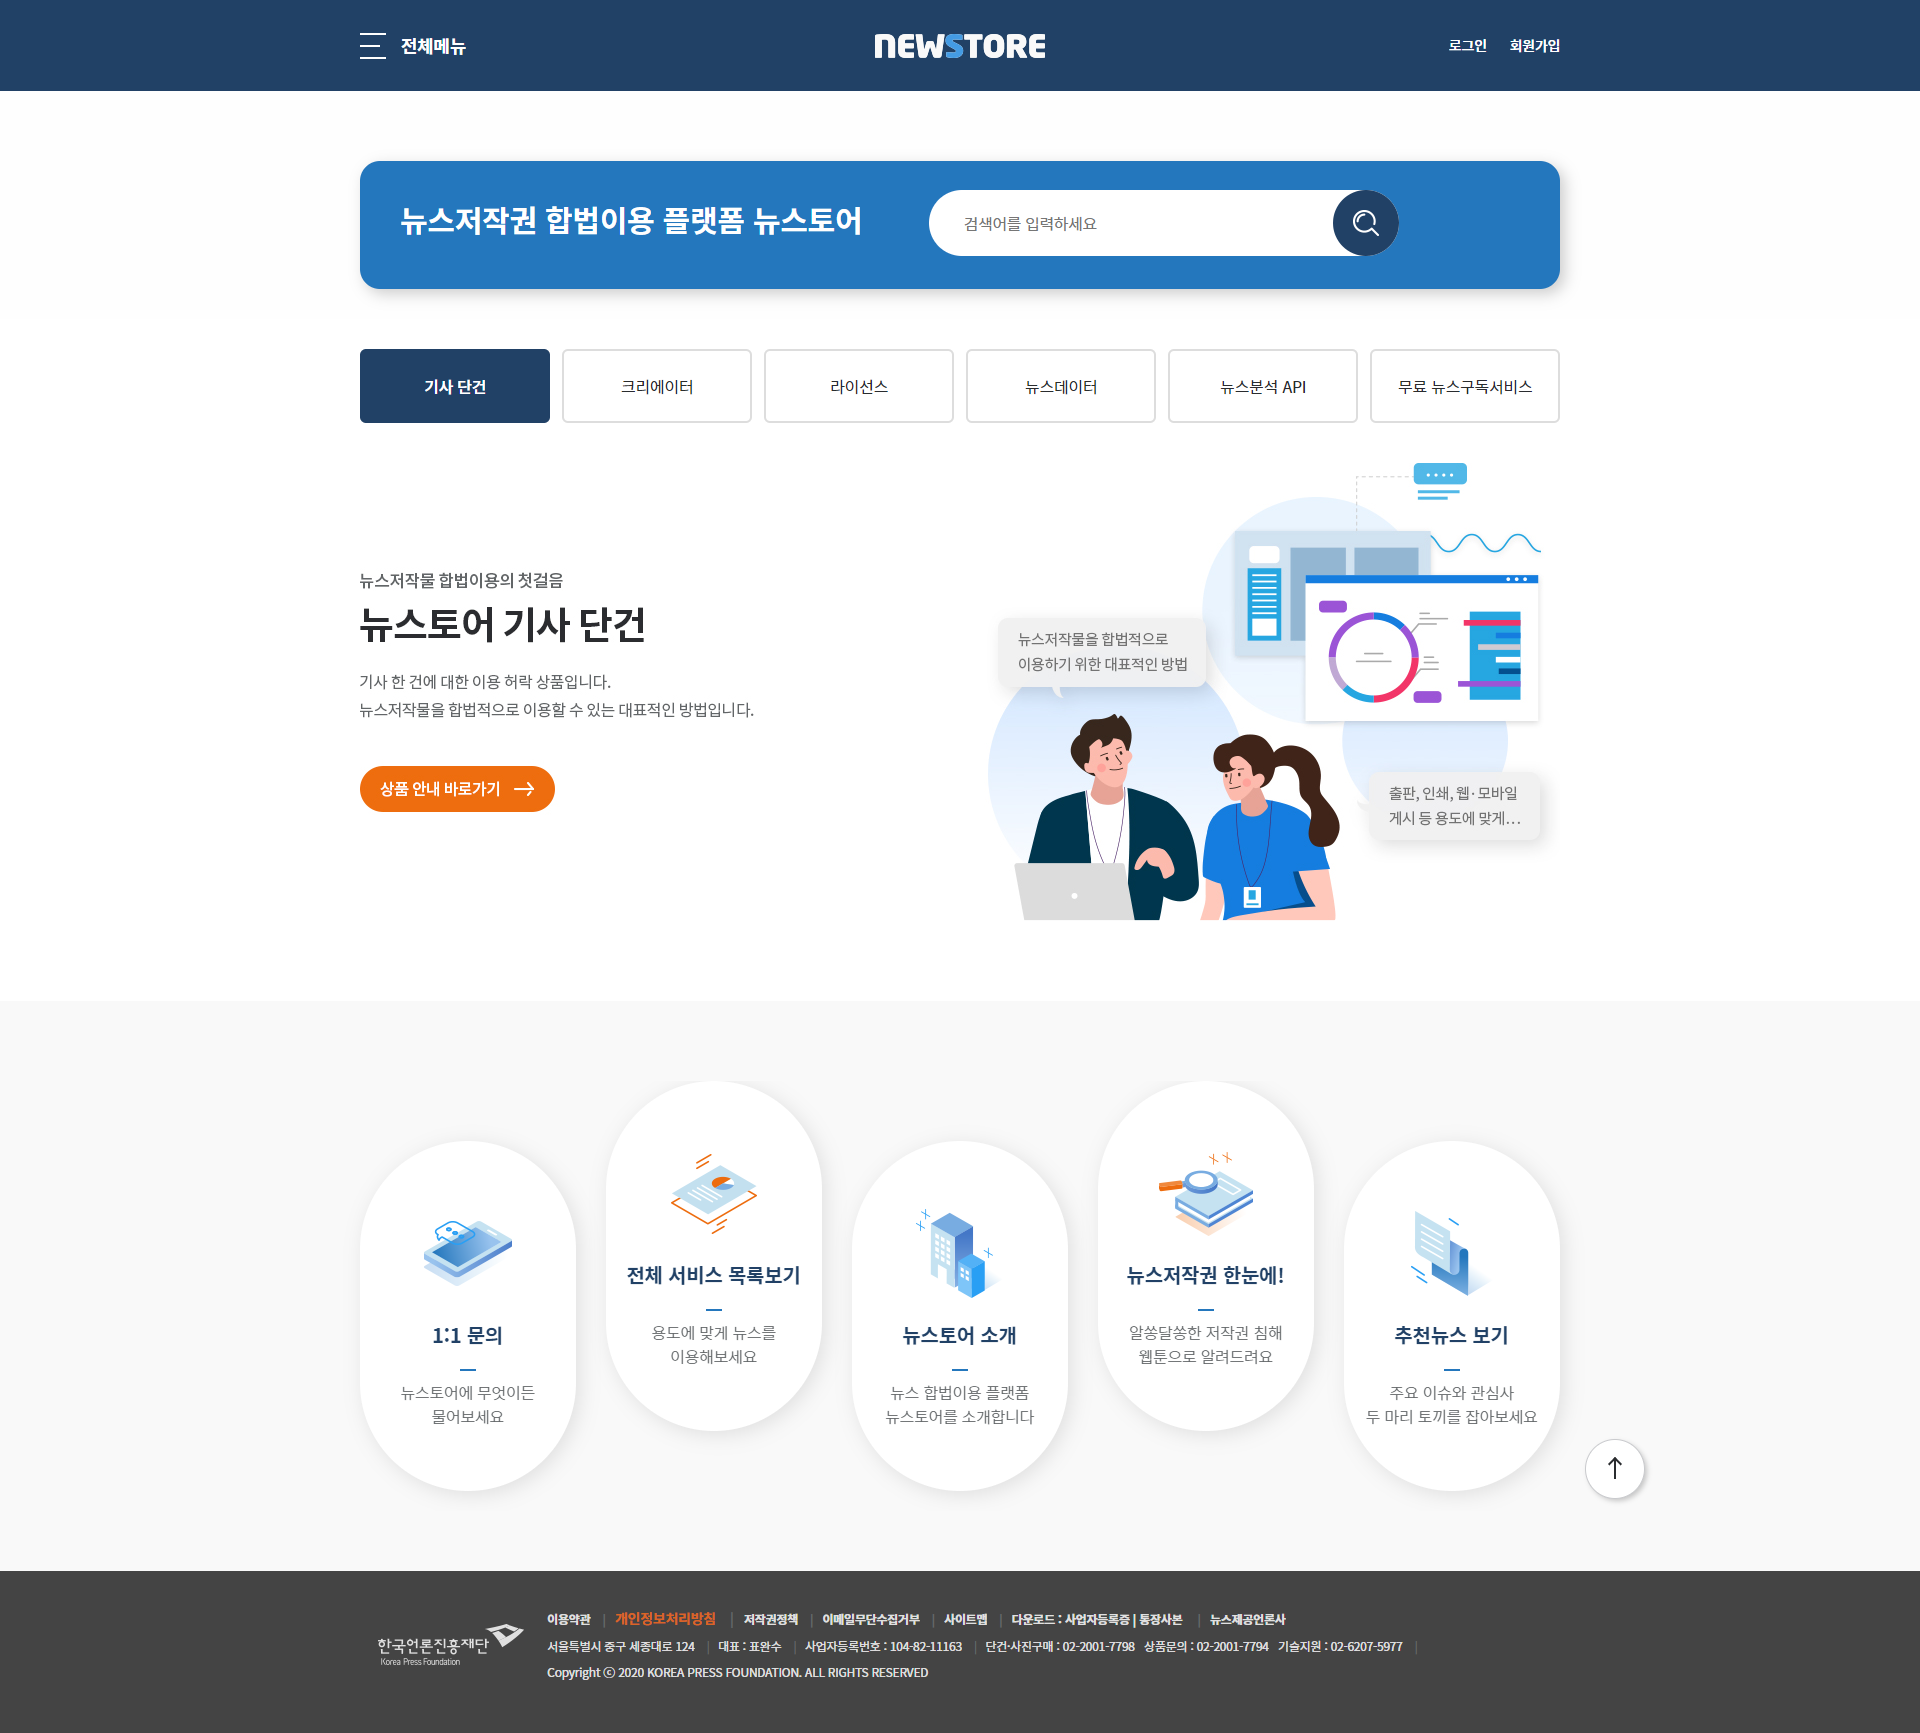 전체메뉴
NEWSTORE
로그인 회원가입
뉴스저작권 합법이용 플랫폼 뉴스토어
검색어를 입력하세요
기사 단건
크리에이터
라이선스
뉴스데이터
뉴스분석 API
무료 뉴스구독서비스
뉴스저작물 합법이용의 첫걸음
뉴스토어 기사 단건
기사 한 건에 대한 이용 허락 상품입니다.
뉴스저작물을 합법적으로 이용할 수 있는 대표적인 방법입니다.
상품 안내 바로가기
뉴스저작물을 합법적으로
이용하기 위한 대표적인 방법
출판, 인쇄, 웹·모바일
게시 등 용도에 맞게...
1:1 문의
뉴스토어에 무엇이든
물어보세요
전체 서비스 목록보기
용도에 맞게 뉴스를
이용해보세요
뉴스토어 소개
뉴스 합법이용 플랫폼
뉴스토어를 소개합니다
뉴스저작권 한눈에!
알쏭달쏭한 저작권 침해
웹툰으로 알려드려요
추천뉴스 보기
주요 이슈와 관심사
두 마리 토끼를 잡아보세요
한국언론진흥재단
Korea Press Foundation
이용약관 | 개인정보처리방침 | 저작권정책 | 이메일무단수집거부 | 사이트맵 | 다운로드 : 사업자등록증 | 통장사본 | 뉴스제공언론사
서울특별시 중구 세종대로 124 | 대표 : 표완수 | 사업자등록번호 : 104-82-11163 | 단건·사진구매 : 02-2001-7798 상품문의 : 02-2001-7794 기술지원 : 02-6207-5977 |
Copyright ⓒ 2020 KOREA PRESS FOUNDATION. ALL RIGHTS RESERVED